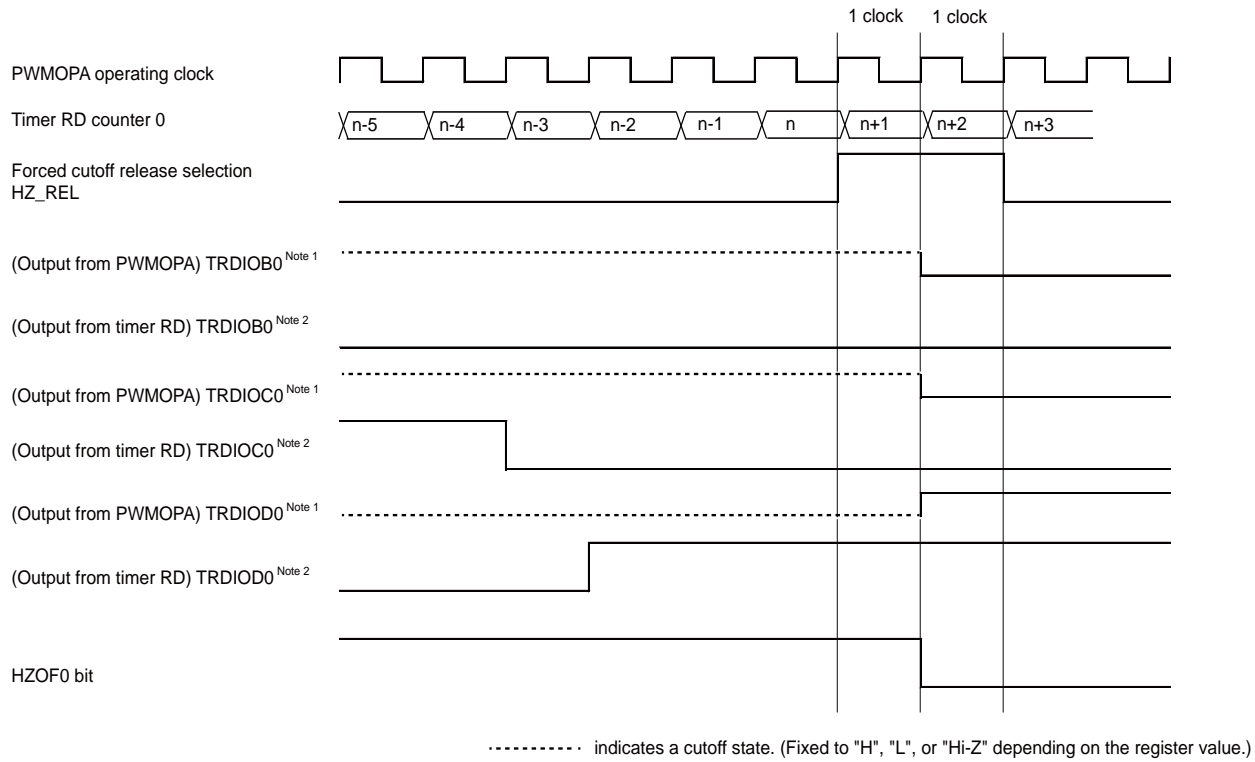 1 clock 1 clock
PWMOPA operating clock
Timer RD counter 0
n-5 n-4 n-3 n-2 n-1 n n+1 n+2 n+3
Forced cutoff release selection
HZ_REL
(Output from PWMOPA) TRDIOB0 Note 1
(Output from timer RD) TRDIOB0 Note 2
(Output from PWMOPA) TRDIOC0 Note 1
(Output from timer RD) TRDIOC0 Note 2
(Output from PWMOPA) TRDIOD0 Note 1
(Output from timer RD) TRDIOD0 Note 2
HZOF0 bit
indicates a cutoff state. (Fixed to "H", "L", or "Hi-Z" depending on the register value.)